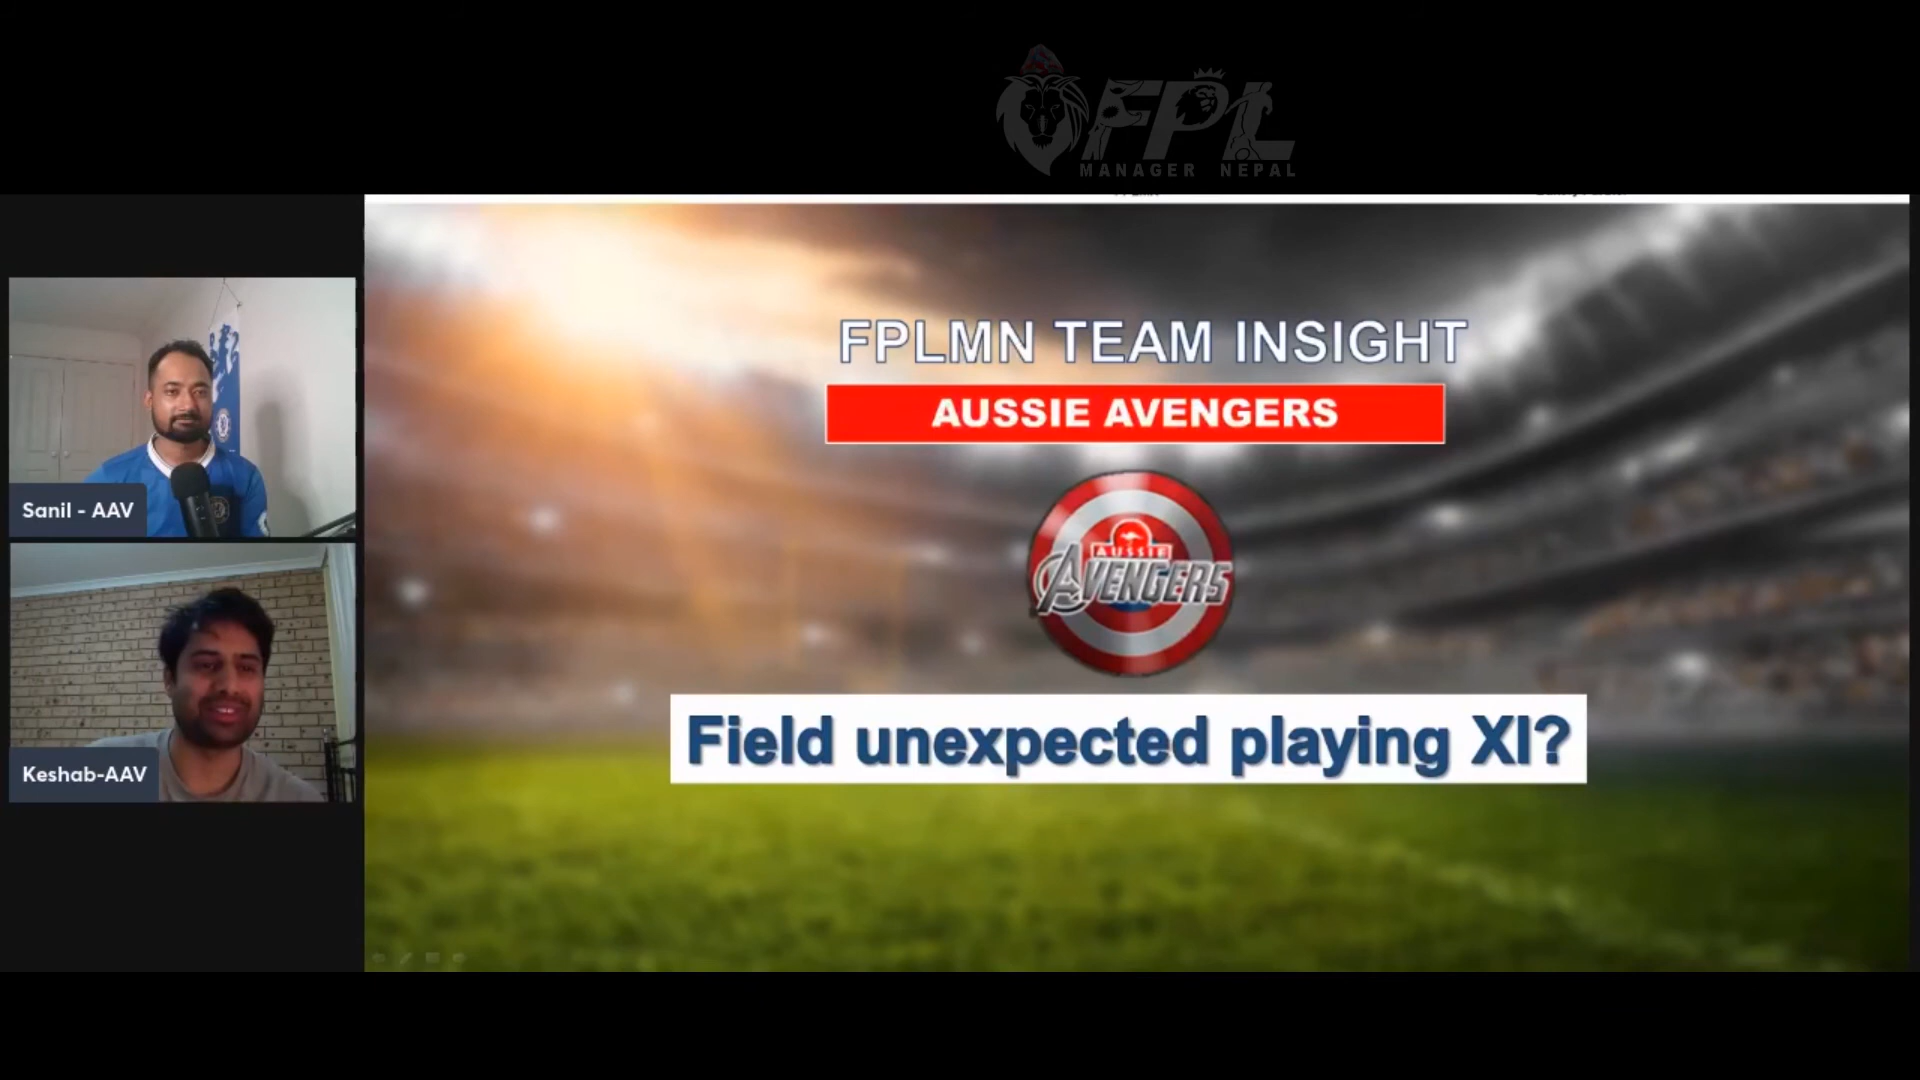 FPL
MANAGER NEPAL
Sanil - AAV
Keshab-AAV
FPLMN TEAM INSIGHT
AUSSIE AVENGERS
AUSSIE
AVENGERS
Field unexpected playing XI?